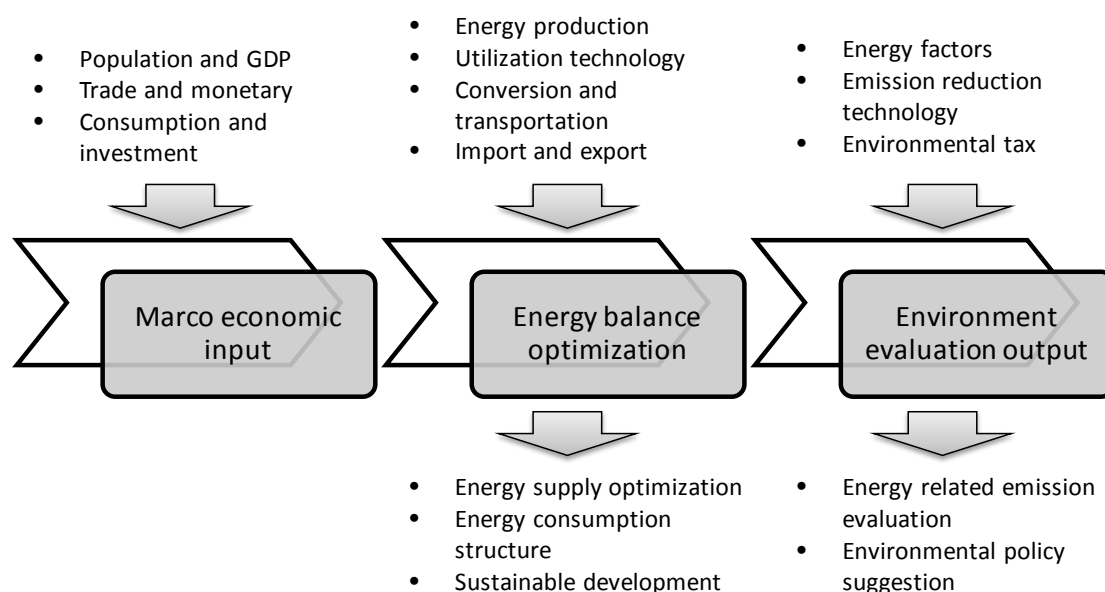 • Population and GDP
• Trade and monetary
• Consumption and
investment
• Energy production
• Utilization technology
• Conversion and
transportation
• Import and export
• Energy factors
• Emission reduction
technology
• Environmental tax
Marco economic
input
Energy balance
optimization
Environment
evaluation output
• Energy supply optimization
• Energy consumption
structure
• Sustainable development
• Energy related emission
evaluation
• Environmental policy
suggestion